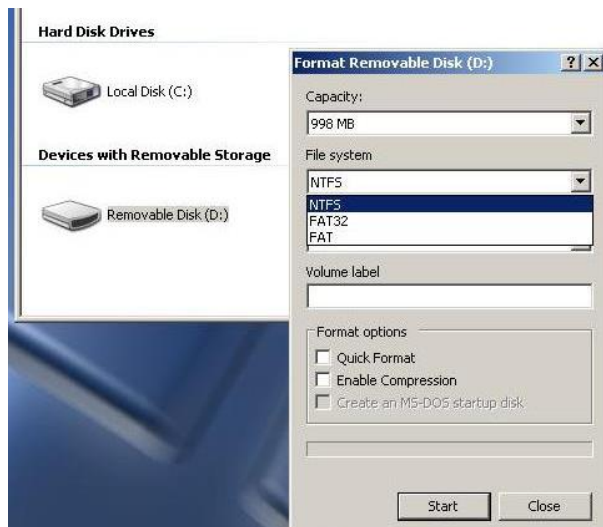 Hard Disk Drives
Local Disk (C:)
Devices with Removable Storage
Removable Disk (D:)
Format Removable Disk (D:)
Capacity:
998 MB
File system
NTFS
NTFS
FAT32
FAT
Volume label
Format options
Quick Format
Enable Compression
Create an MS-DOS startup disk
Start
Close